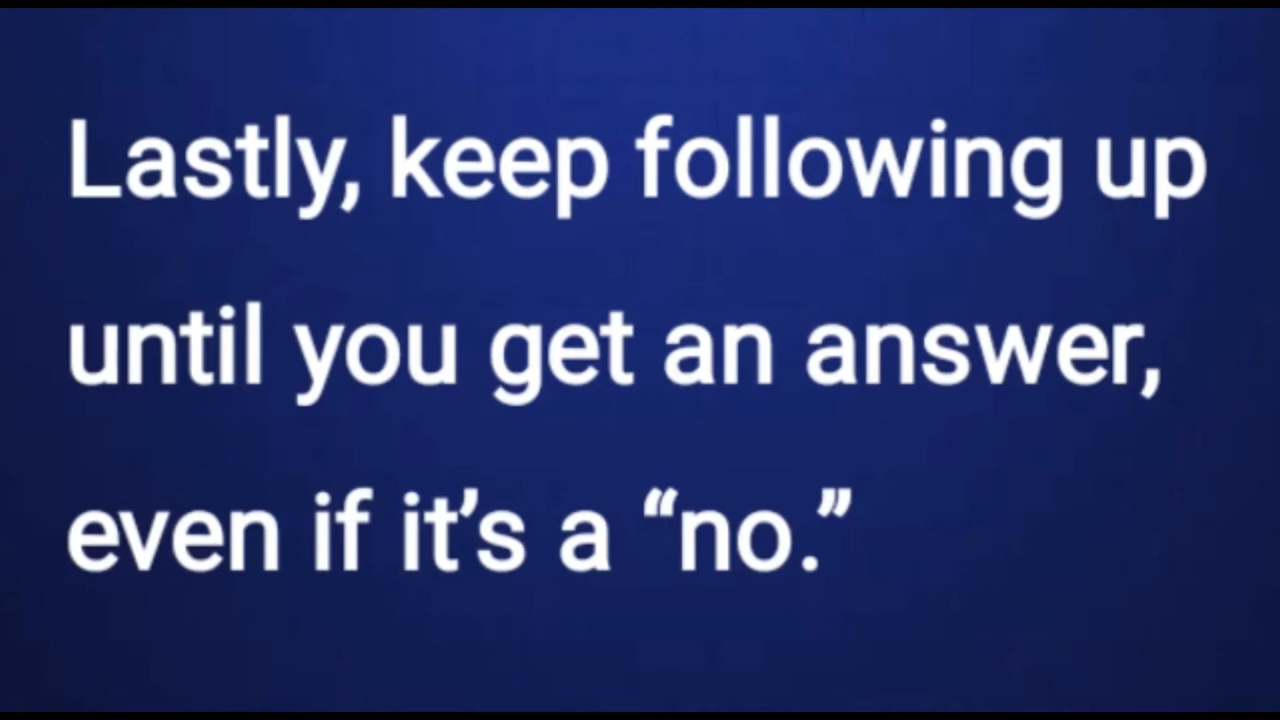 Lastly, keep following up
until you get an answer,
even if it’s a “no.”